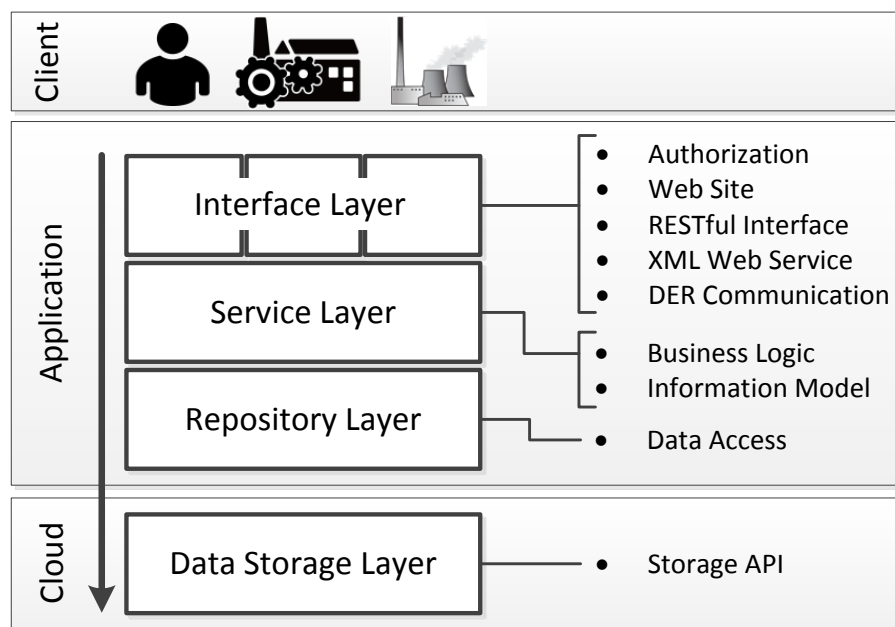 Client
Application
Interface Layer
• Authorization
• Web Site
• RESTful Interface
• XML Web Service
• DER Communication
Service Layer
• Business Logic
• Information Model
Repository Layer
• Data Access
Cloud
Data Storage Layer
• Storage API